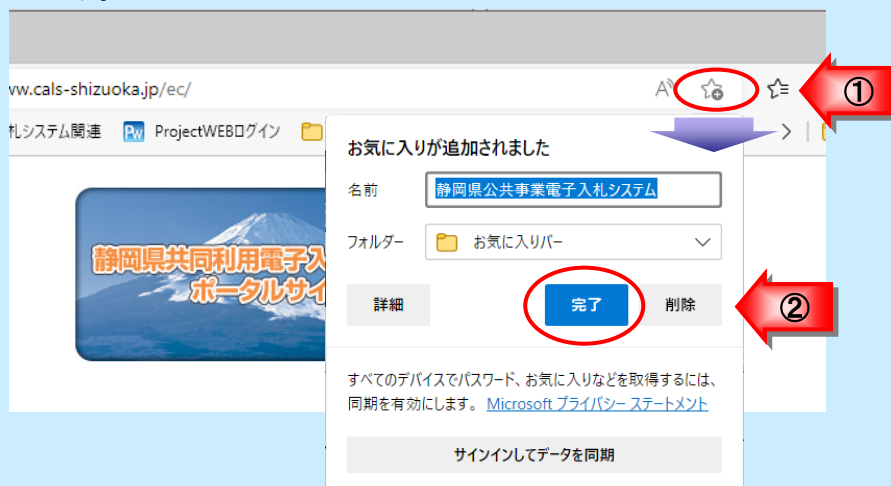 ww.cals-shizuoka.jp/ec/
①
札システム関連 ProjectWEBログイン
お気に入りが追加されました
名前 静岡県公共事業電子入札システム
フォルダー お気に入りバー
静岡県共同利用電子入
ポータルサイ
詳細 完了 削除
②
すべてのデバイスでパスワード、お気に入りなどを取得するには、
同期を有効にします。 Microsoft プライバシー ステートメント
サインインしてデータを同期